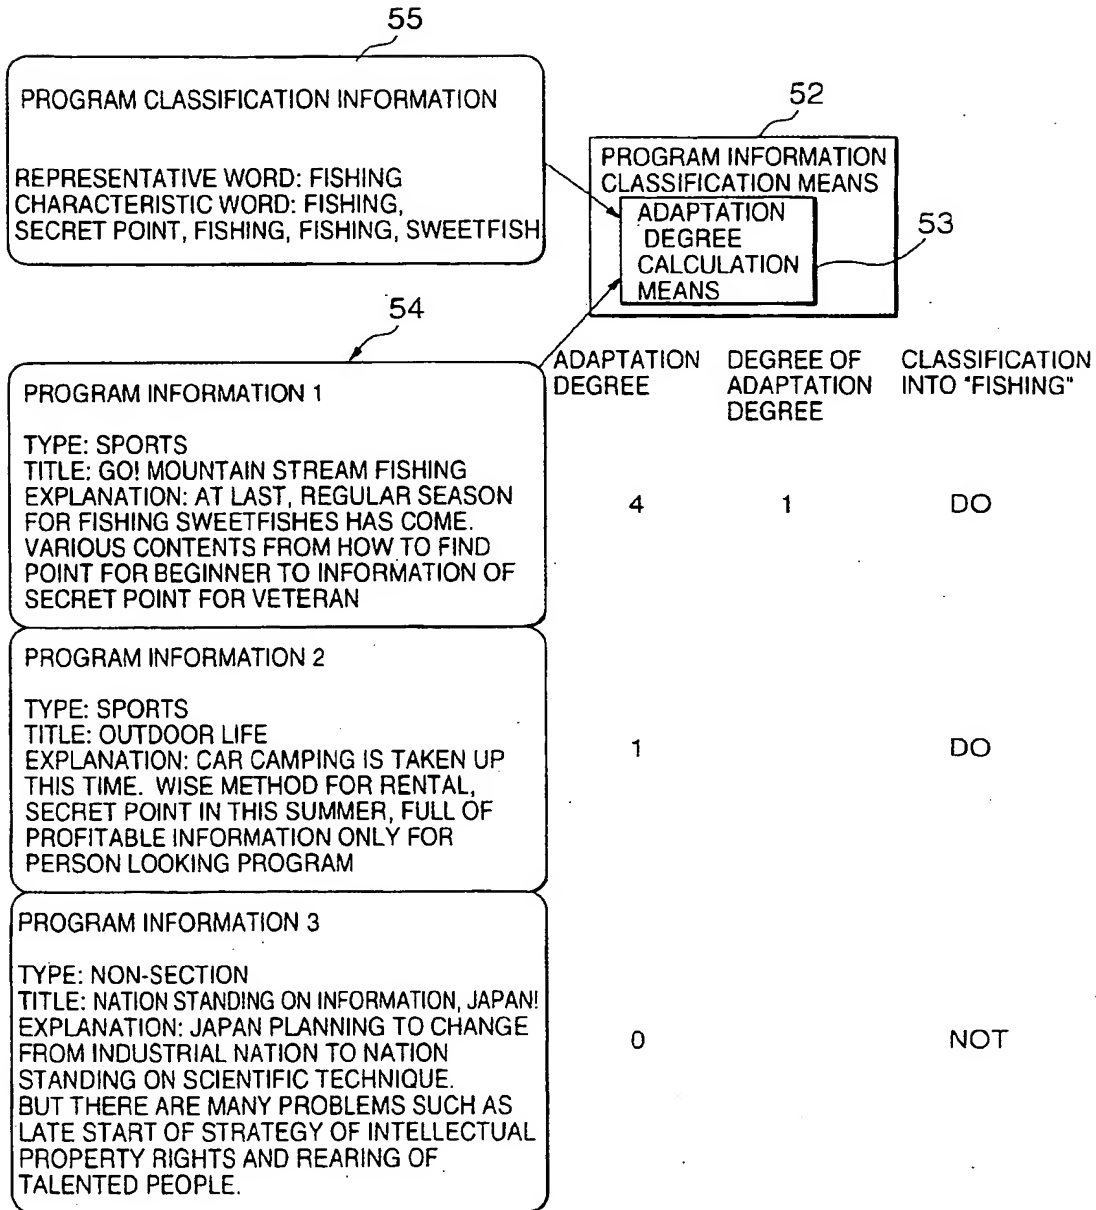 55
PROGRAM CLASSIFICATION INFORMATION
REPRESENTATIVE WORD: FISHING
CHARACTERISTIC WORD: FISHING,
SECRET POINT, FISHING, FISHING, SWEETFISH
52
PROGRAM INFORMATION
CLASSIFICATION MEANS
ADAPTATION
DEGREE
CALCULATION
MEANS
53
54
ADAPTATION
DEGREE
DEGREE OF
ADAPTATION
DEGREE
CLASSIFICATION
INTO "FISHING"
PROGRAM INFORMATION 1
TYPE: SPORTS
TITLE: GO! MOUNTAIN STREAM FISHING
EXPLANATION: AT LAST, REGULAR SEASON
FOR FISHING SWEETFISHES HAS COME.
VARIOUS CONTENTS FROM HOW TO FIND
POINT FOR BEGINNER TO INFORMATION OF
SECRET POINT FOR VETERAN
4 1 DO
PROGRAM INFORMATION 2
TYPE: SPORTS
TITLE: OUTDOOR LIFE
EXPLANATION: CAR CAMPING IS TAKEN UP
THIS TIME. WISE METHOD FOR RENTAL,
SECRET POINT IN THIS SUMMER, FULL OF
PROFITABLE INFORMATION ONLY FOR
PERSON LOOKING PROGRAM
1 DO
PROGRAM INFORMATION 3
TYPE: NON-SECTION
TITLE: NATION STANDING ON INFORMATION, JAPAN!
EXPLANATION: JAPAN PLANNING TO CHANGE
FROM INDUSTRIAL NATION TO NATION
STANDING ON SCIENTIFIC TECHNIQUE.
BUT THERE ARE MANY PROBLEMS SUCH AS
LATE START OF STRATEGY OF INTELLECTUAL
PROPERTY RIGHTS AND REARING OF
TALENTED PEOPLE.
0 NOT